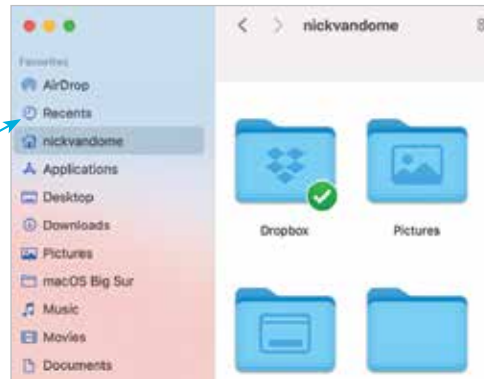 nickvandome
Favorites
AirDrop
Recents
nickvandome
Applications
Desktop
Downloads
Pictures
macOS Big Sur
Music
Movies
Documents
Dropbox
Pictures